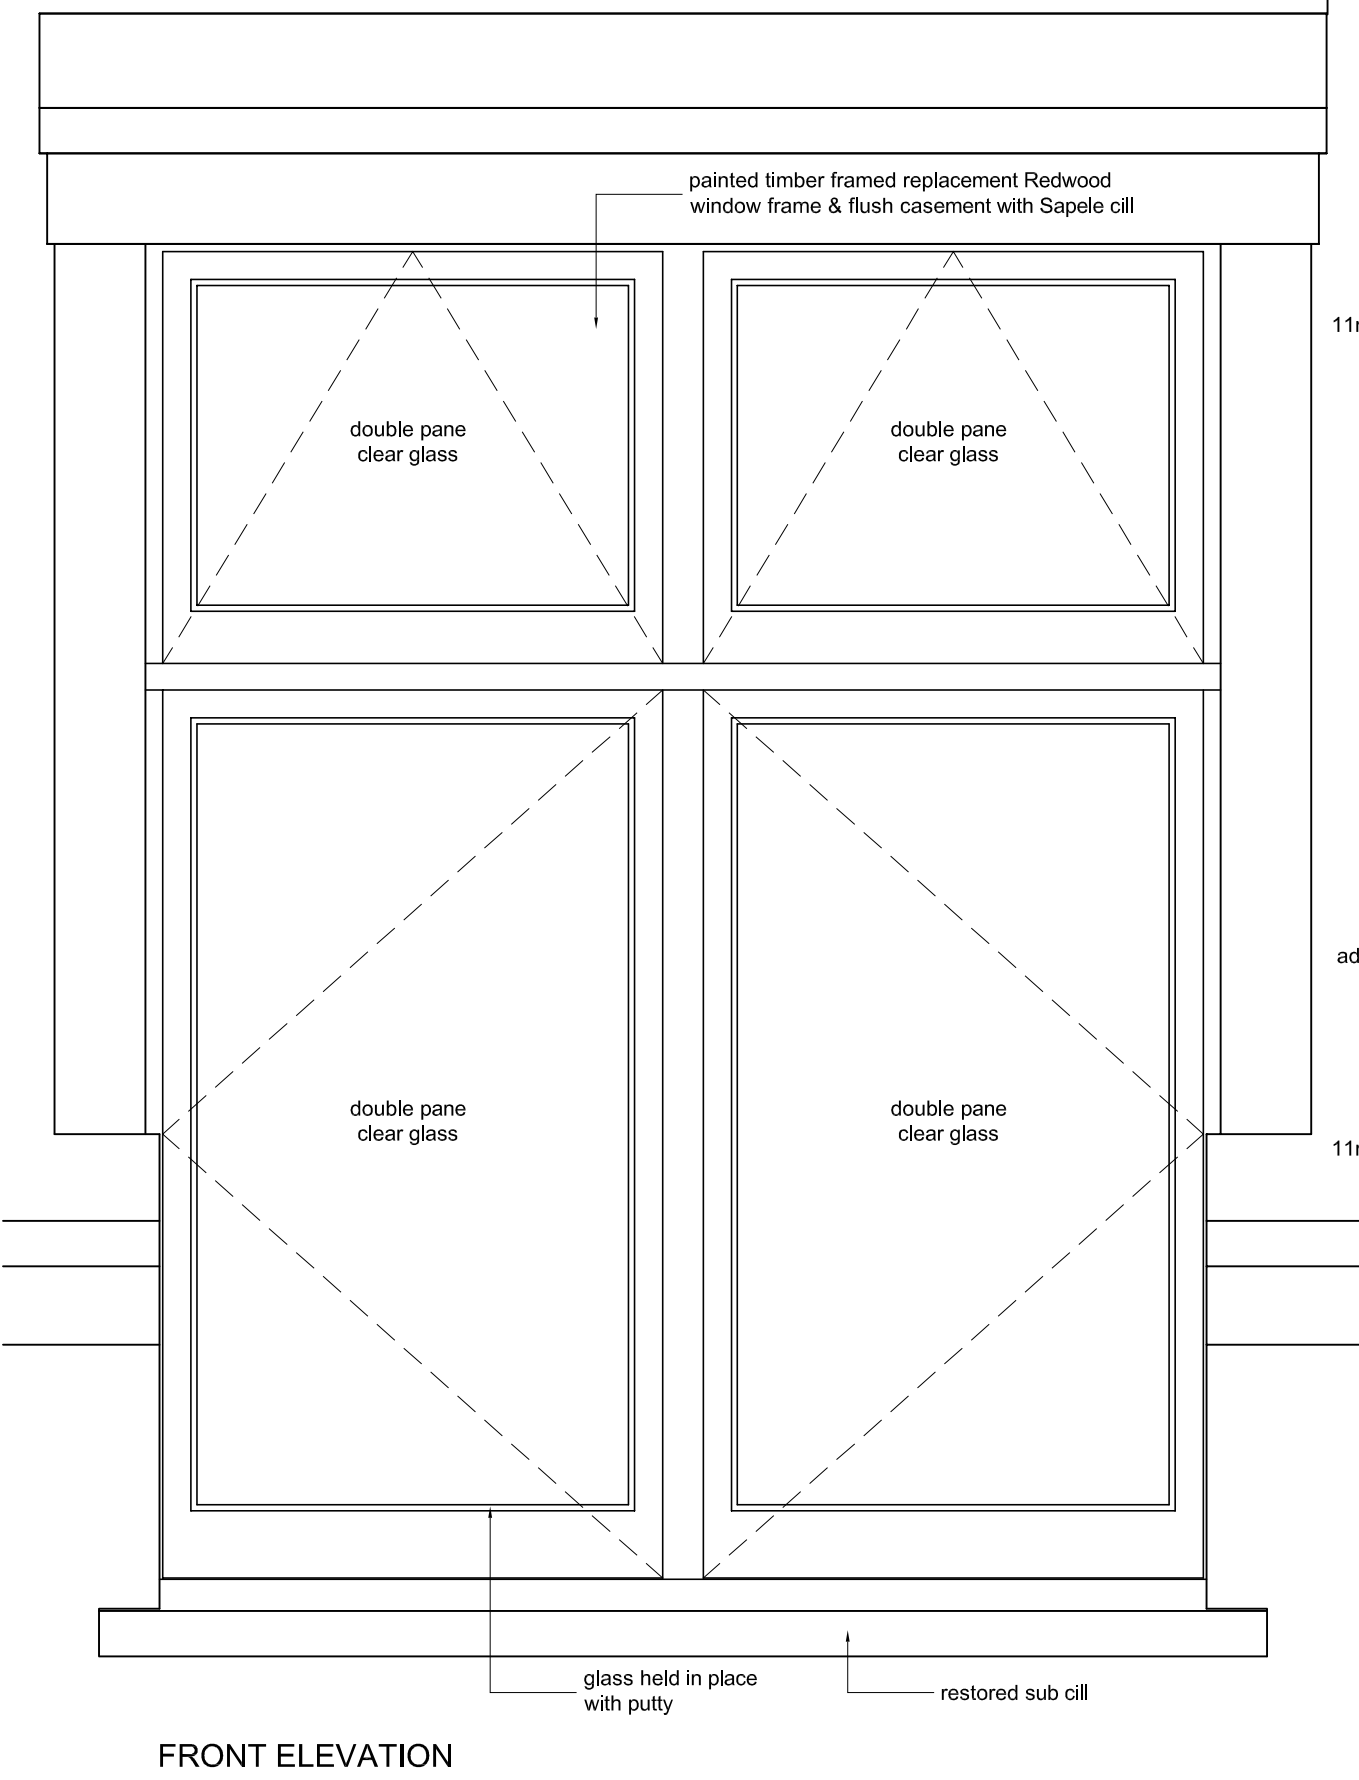 painted timber framed replacement Redwood
window frame & flush casement with Sapele cill
double pane
clear glass
double pane
clear glass
double pane
clear glass
double pane
clear glass
glass held in place
with putty
restored sub cill
FRONT ELEVATION